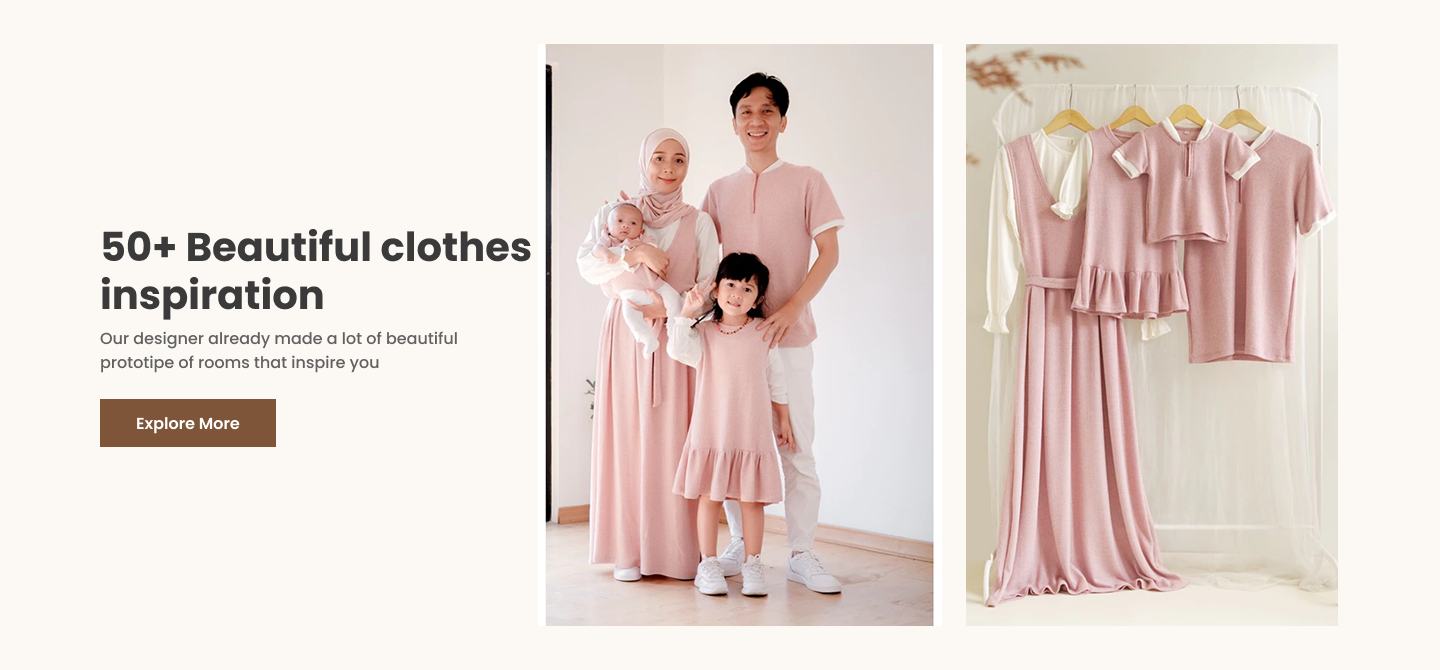 50+ Beautiful clothes
inspiration
Our designer already made a lot of beautiful
prototipe of rooms that inspire you
Explore More